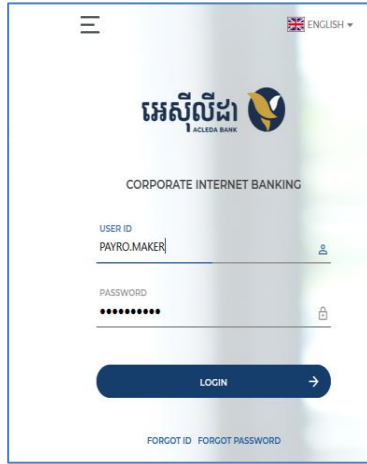 ENGLISH
អេស៊ីលីដា
ACLEDA BANK
CORPORATE INTERNET BANKING
USER ID
PAYRO.MAKER
PASSWORD
••••••••••
LOGIN
FORGOT ID FORGOT PASSWORD